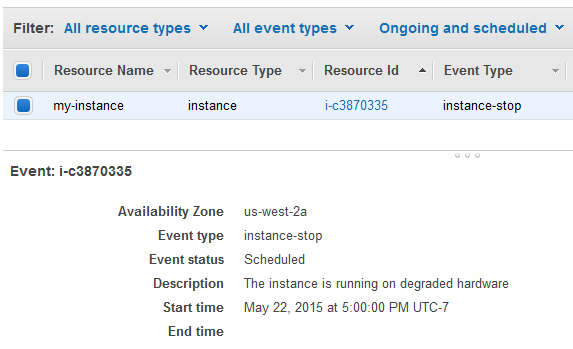 Filter: All resource types All event types Ongoing and scheduled
Resource Name Resource Type Resource Id Event Type
my-instance instance i-c3870335 instance-stop
Event: i-c3870335
Availability Zone us-west-2a
Event type instance-stop
Event status Scheduled
Description The instance is running on degraded hardware
Start time May 22, 2015 at 5:00:00 PM UTC-7
End time